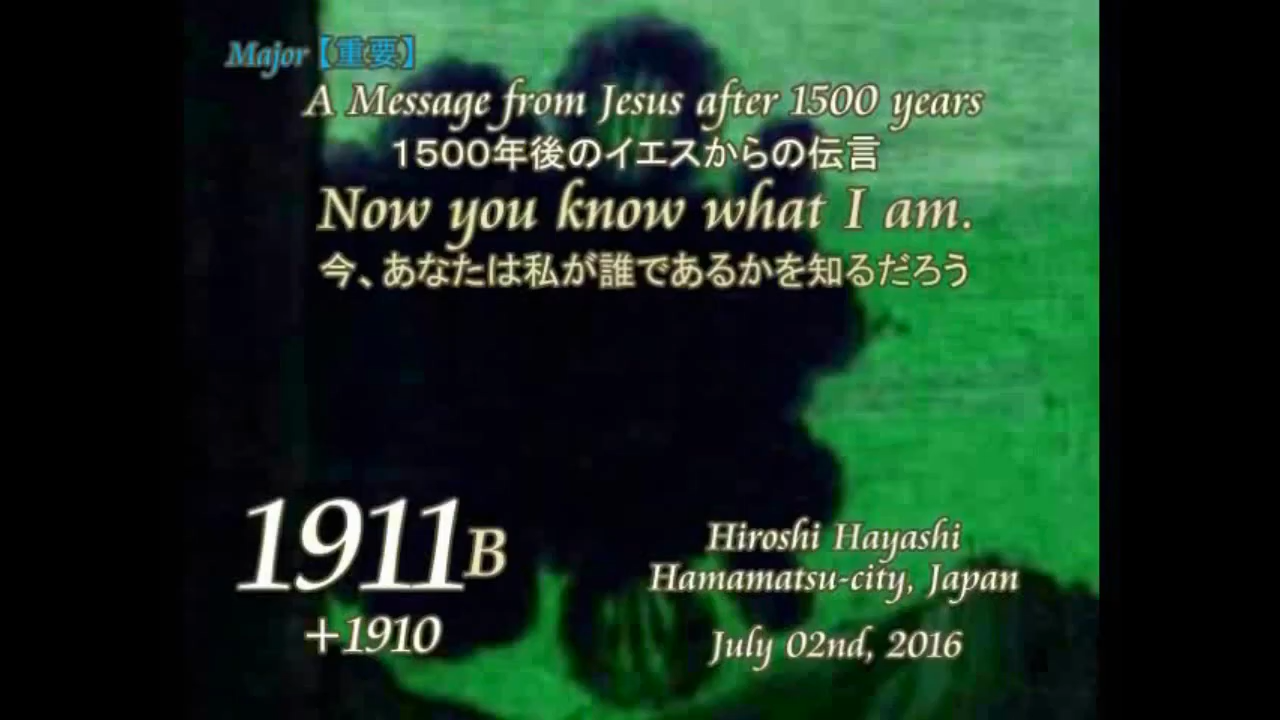 Major【重要】
A Message from Jesus after 1500 years
１５００年後のイエスからの伝言
Now you know what I am.
今、あなたは私が誰であるかを知るだろう
1911B
+1910
Hiroshi Hayashi
Hamamatsu-city, Japan
July 02nd, 2016